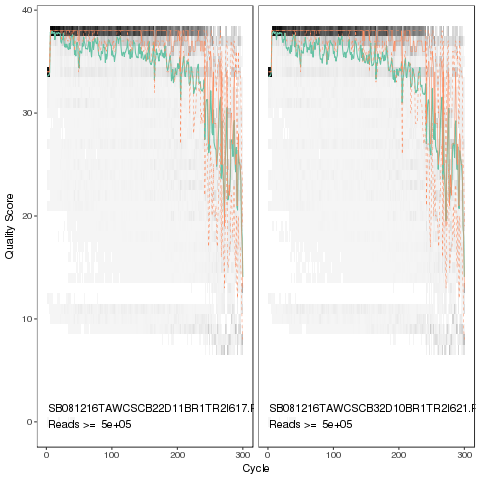 40
30
20
10
0
Quality Score
SB081216TAWCSCB22D11BR1TR2I617.F
Reads >= 5e+05
SB081216TAWCSCB32D10BR1TR2I621.F
Reads >= 5e+05
0 100 200 300
0 100 200 300
Cycle